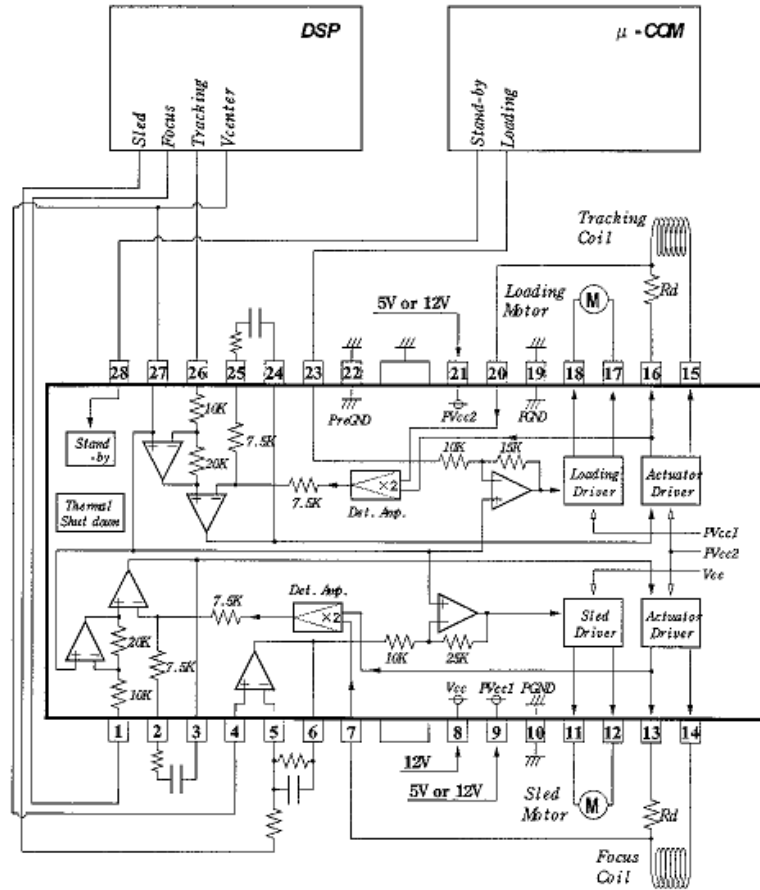 DSP
μ-COM
Sled
Focus
Tracking
Vcenter
Stand-by
Loading
Tracking
Coil
Loading
Motor
M
Rd
5V or 12V
28
27
26
25
24
23
22
21
20
19
18
17
16
15
PreGND
PVcc2
PGND
Stand
-by
10K
20K
7.5K
7.5K
×2
Det. Amp.
10K
15K
Loading
Driver
Actuator
Driver
Thermal
Shut down
PVcc1
PVcc2
Vcc
7.5K
Det. Amp.
×2
20K
7.5K
10K
10K
25K
Sled
Driver
Actuator
Driver
Vcc
PVcc1
PGND
1
2
3
4
5
6
7
8
9
10
11
12
13
14
12V
5V or 12V
Sled
Motor
M
Rd
Focus
Coil